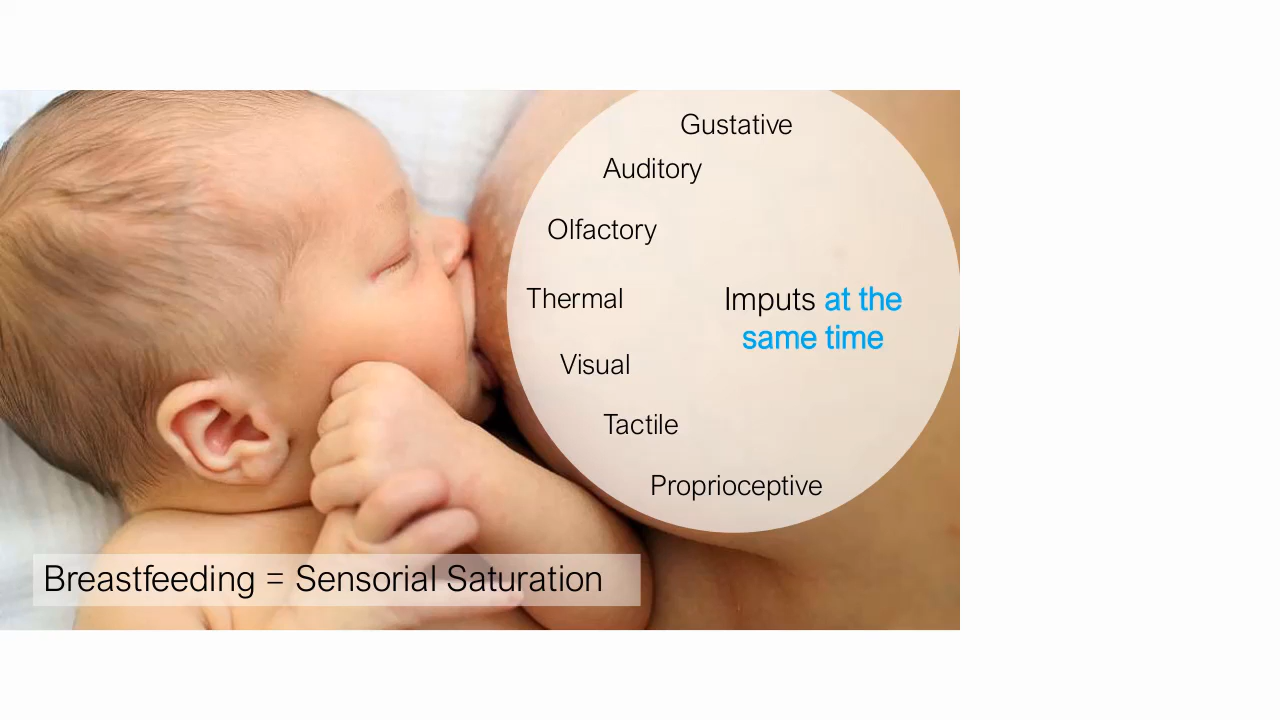 Gustative
Auditory
Olfactory
Thermal
Imputs at the
same time
Visual
Tactile
Proprioceptive
Breastfeeding = Sensorial Saturation